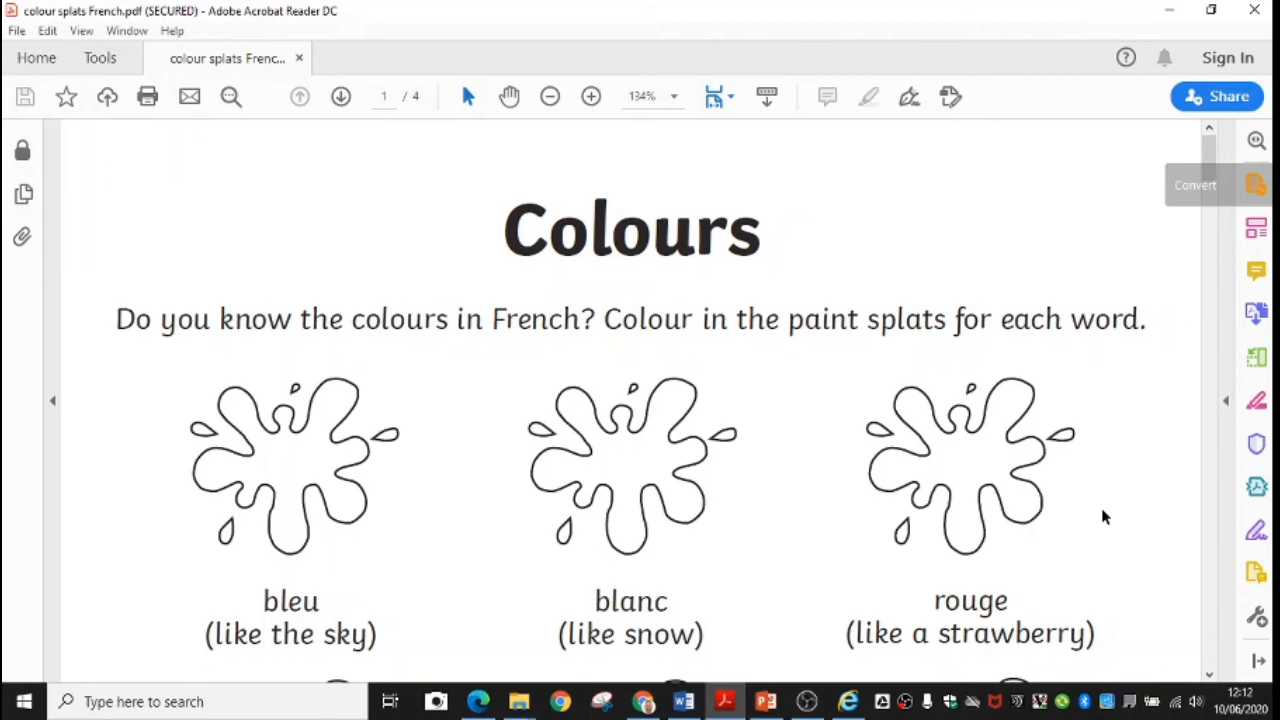 colour splats French.pdf (SECURED) - Adobe Acrobat Reader DC
File Edit View Window Help
Home Tools colour splats Frenc... Sign In
1 / 4 134% Share
Convert
Colours
Do you know the colours in French? Colour in the paint splats for each word.
bleu blanc rouge
(like the sky) (like snow) (like a strawberry)
Type here to search
12:12
10/06/2020